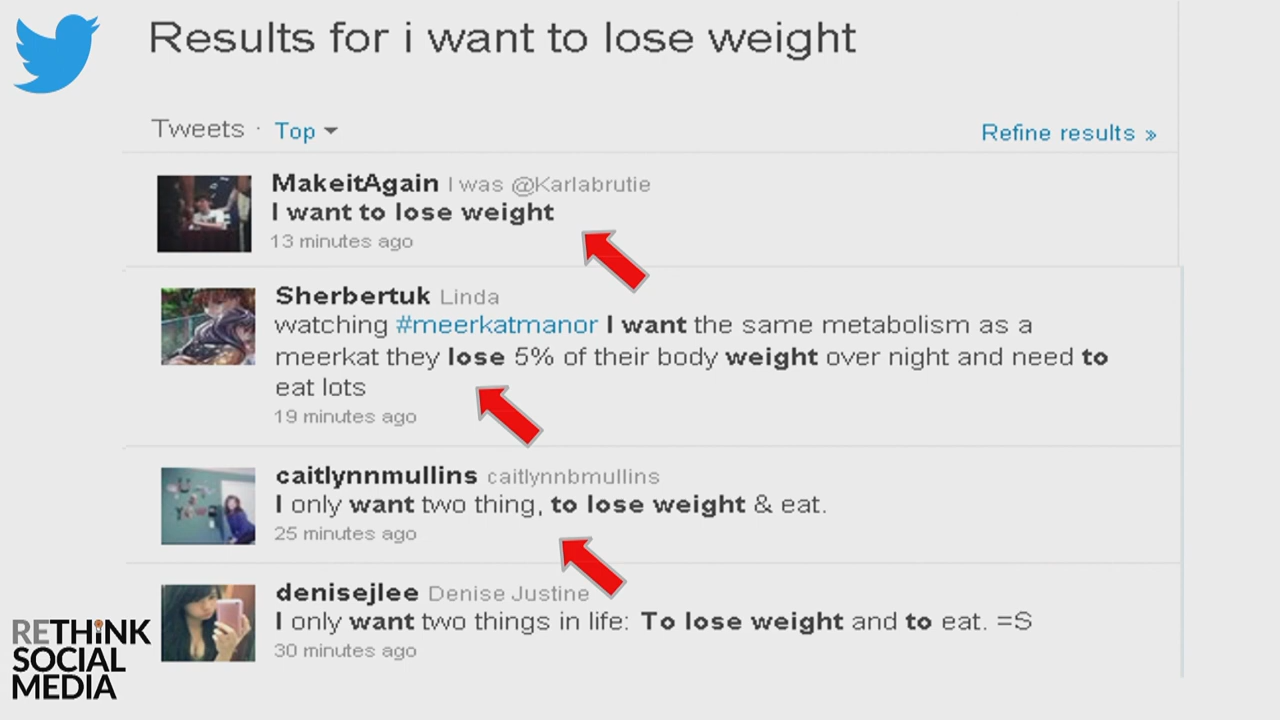 Results for i want to lose weight
Tweets · Top
Refine results »
MakeitAgain I was @Karlabrutie
I want to lose weight
13 minutes ago
Sherbertuk Linda
watching #meerkatmanor I want the same metabolism as a
meerkat they lose 5% of their body weight over night and need to
eat lots
19 minutes ago
caitlynnmullins caitlynnbmullins
I only want two thing, to lose weight & eat.
25 minutes ago
denisejlee Denise Justine
I only want two things in life: To lose weight and to eat. =S
30 minutes ago
RETHiNK
SOCIAL
MEDIA